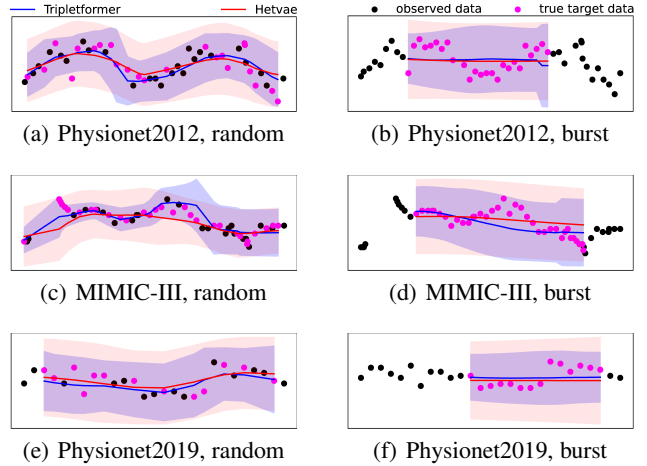 Tripletformer Hetvae observed data true target data
(a) Physionet2012, random (b) Physionet2012, burst
(c) MIMIC-III, random (d) MIMIC-III, burst
(e) Physionet2019, random (f) Physionet2019, burst